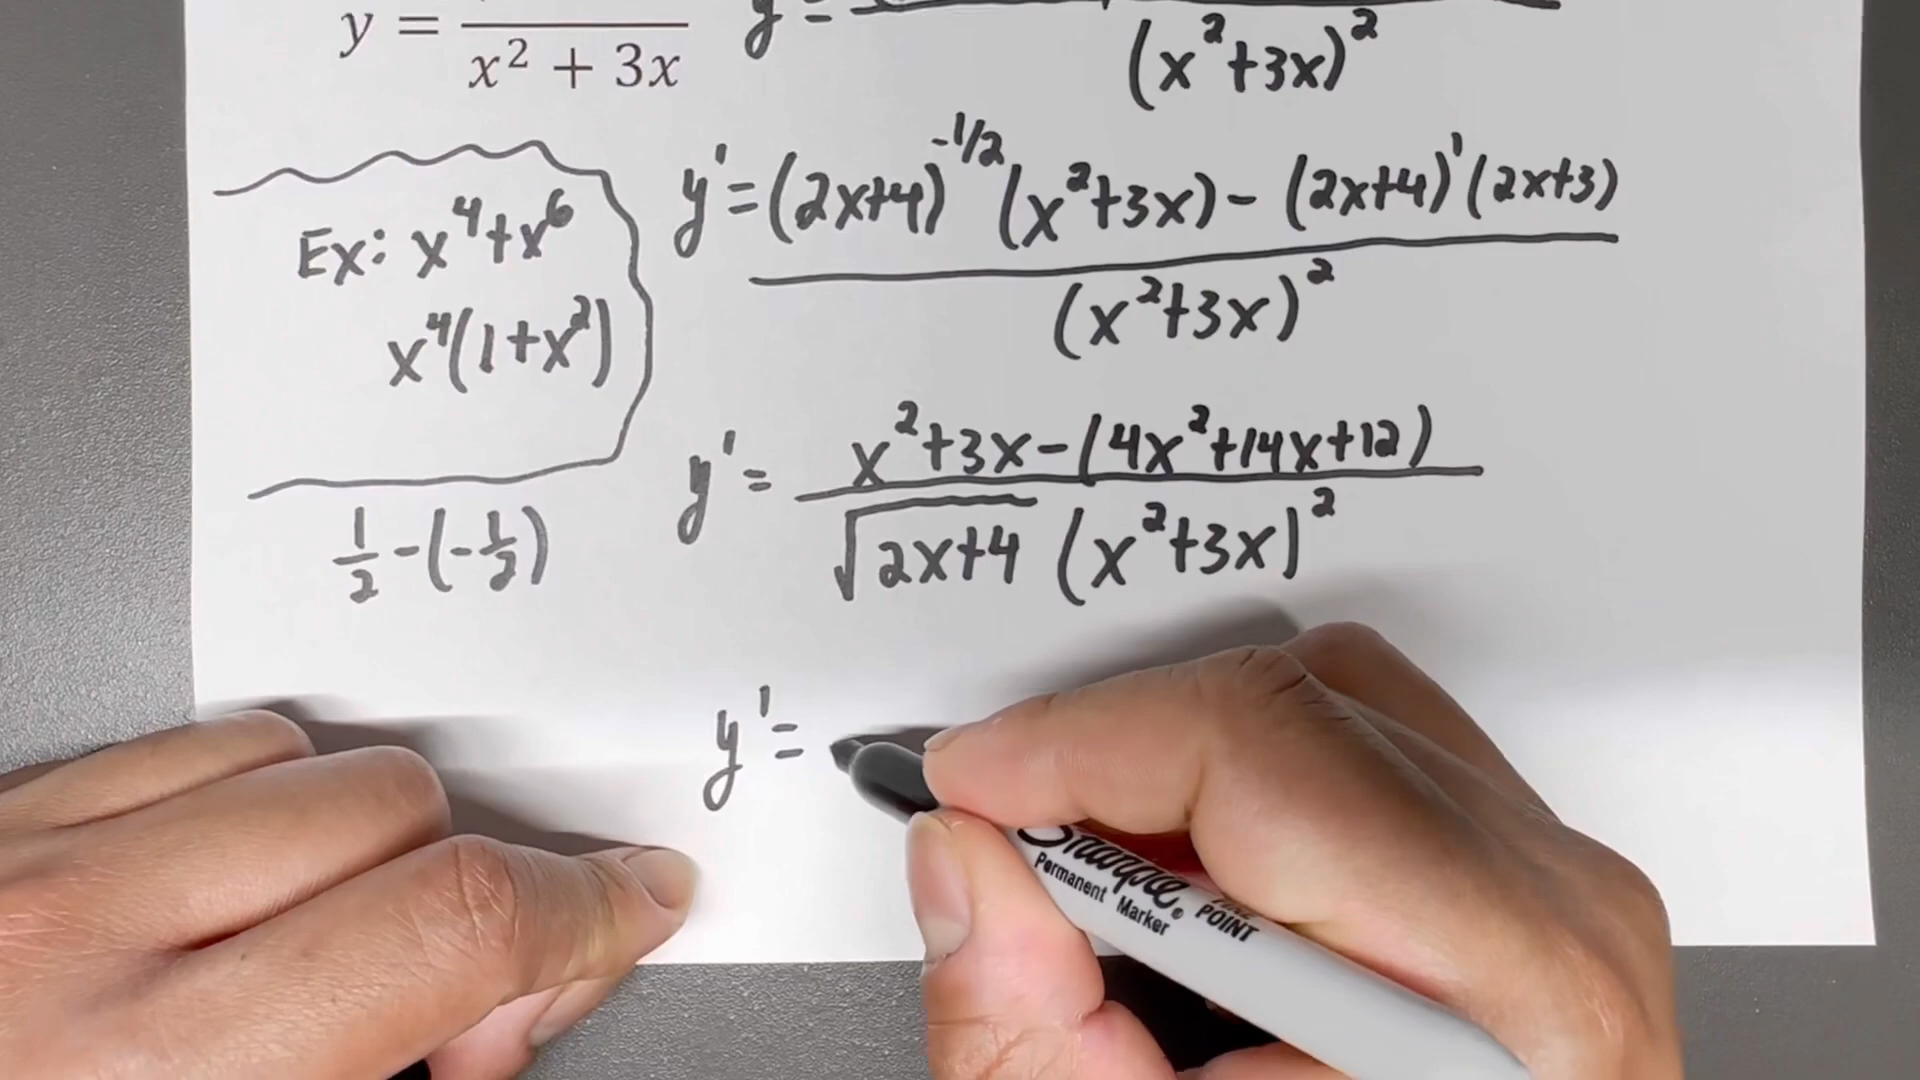 y =
x² + 3x
y' =
(x²+3x)²
Ex: x⁴+x⁶
x⁴(1+x²)
1/2-(-1/2)
y'=(2x+4)^-1/2 (x²+3x)-(2x+4)'(2x+3)
(x²+3x)²
y'= x²+3x-(4x²+14x+12)
√2x+4 (x²+3x)²
y'=
Sharpie®
FINE POINT
Permanent Marker